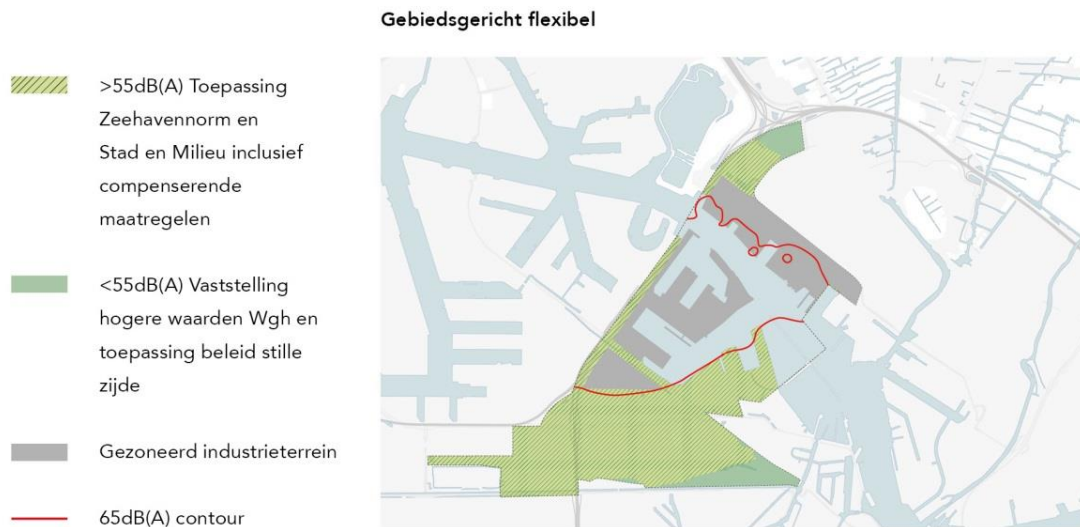 Gebiedsgericht flexibel
>55dB(A) Toepassing
Zeehavennorm en
Stad en Milieu inclusief
compenserende
maatregelen
<55dB(A) Vaststelling
hogere waarden Wgh en
toepassing beleid stille
zijde
Gezoneerd industrieterrein
65dB(A) contour